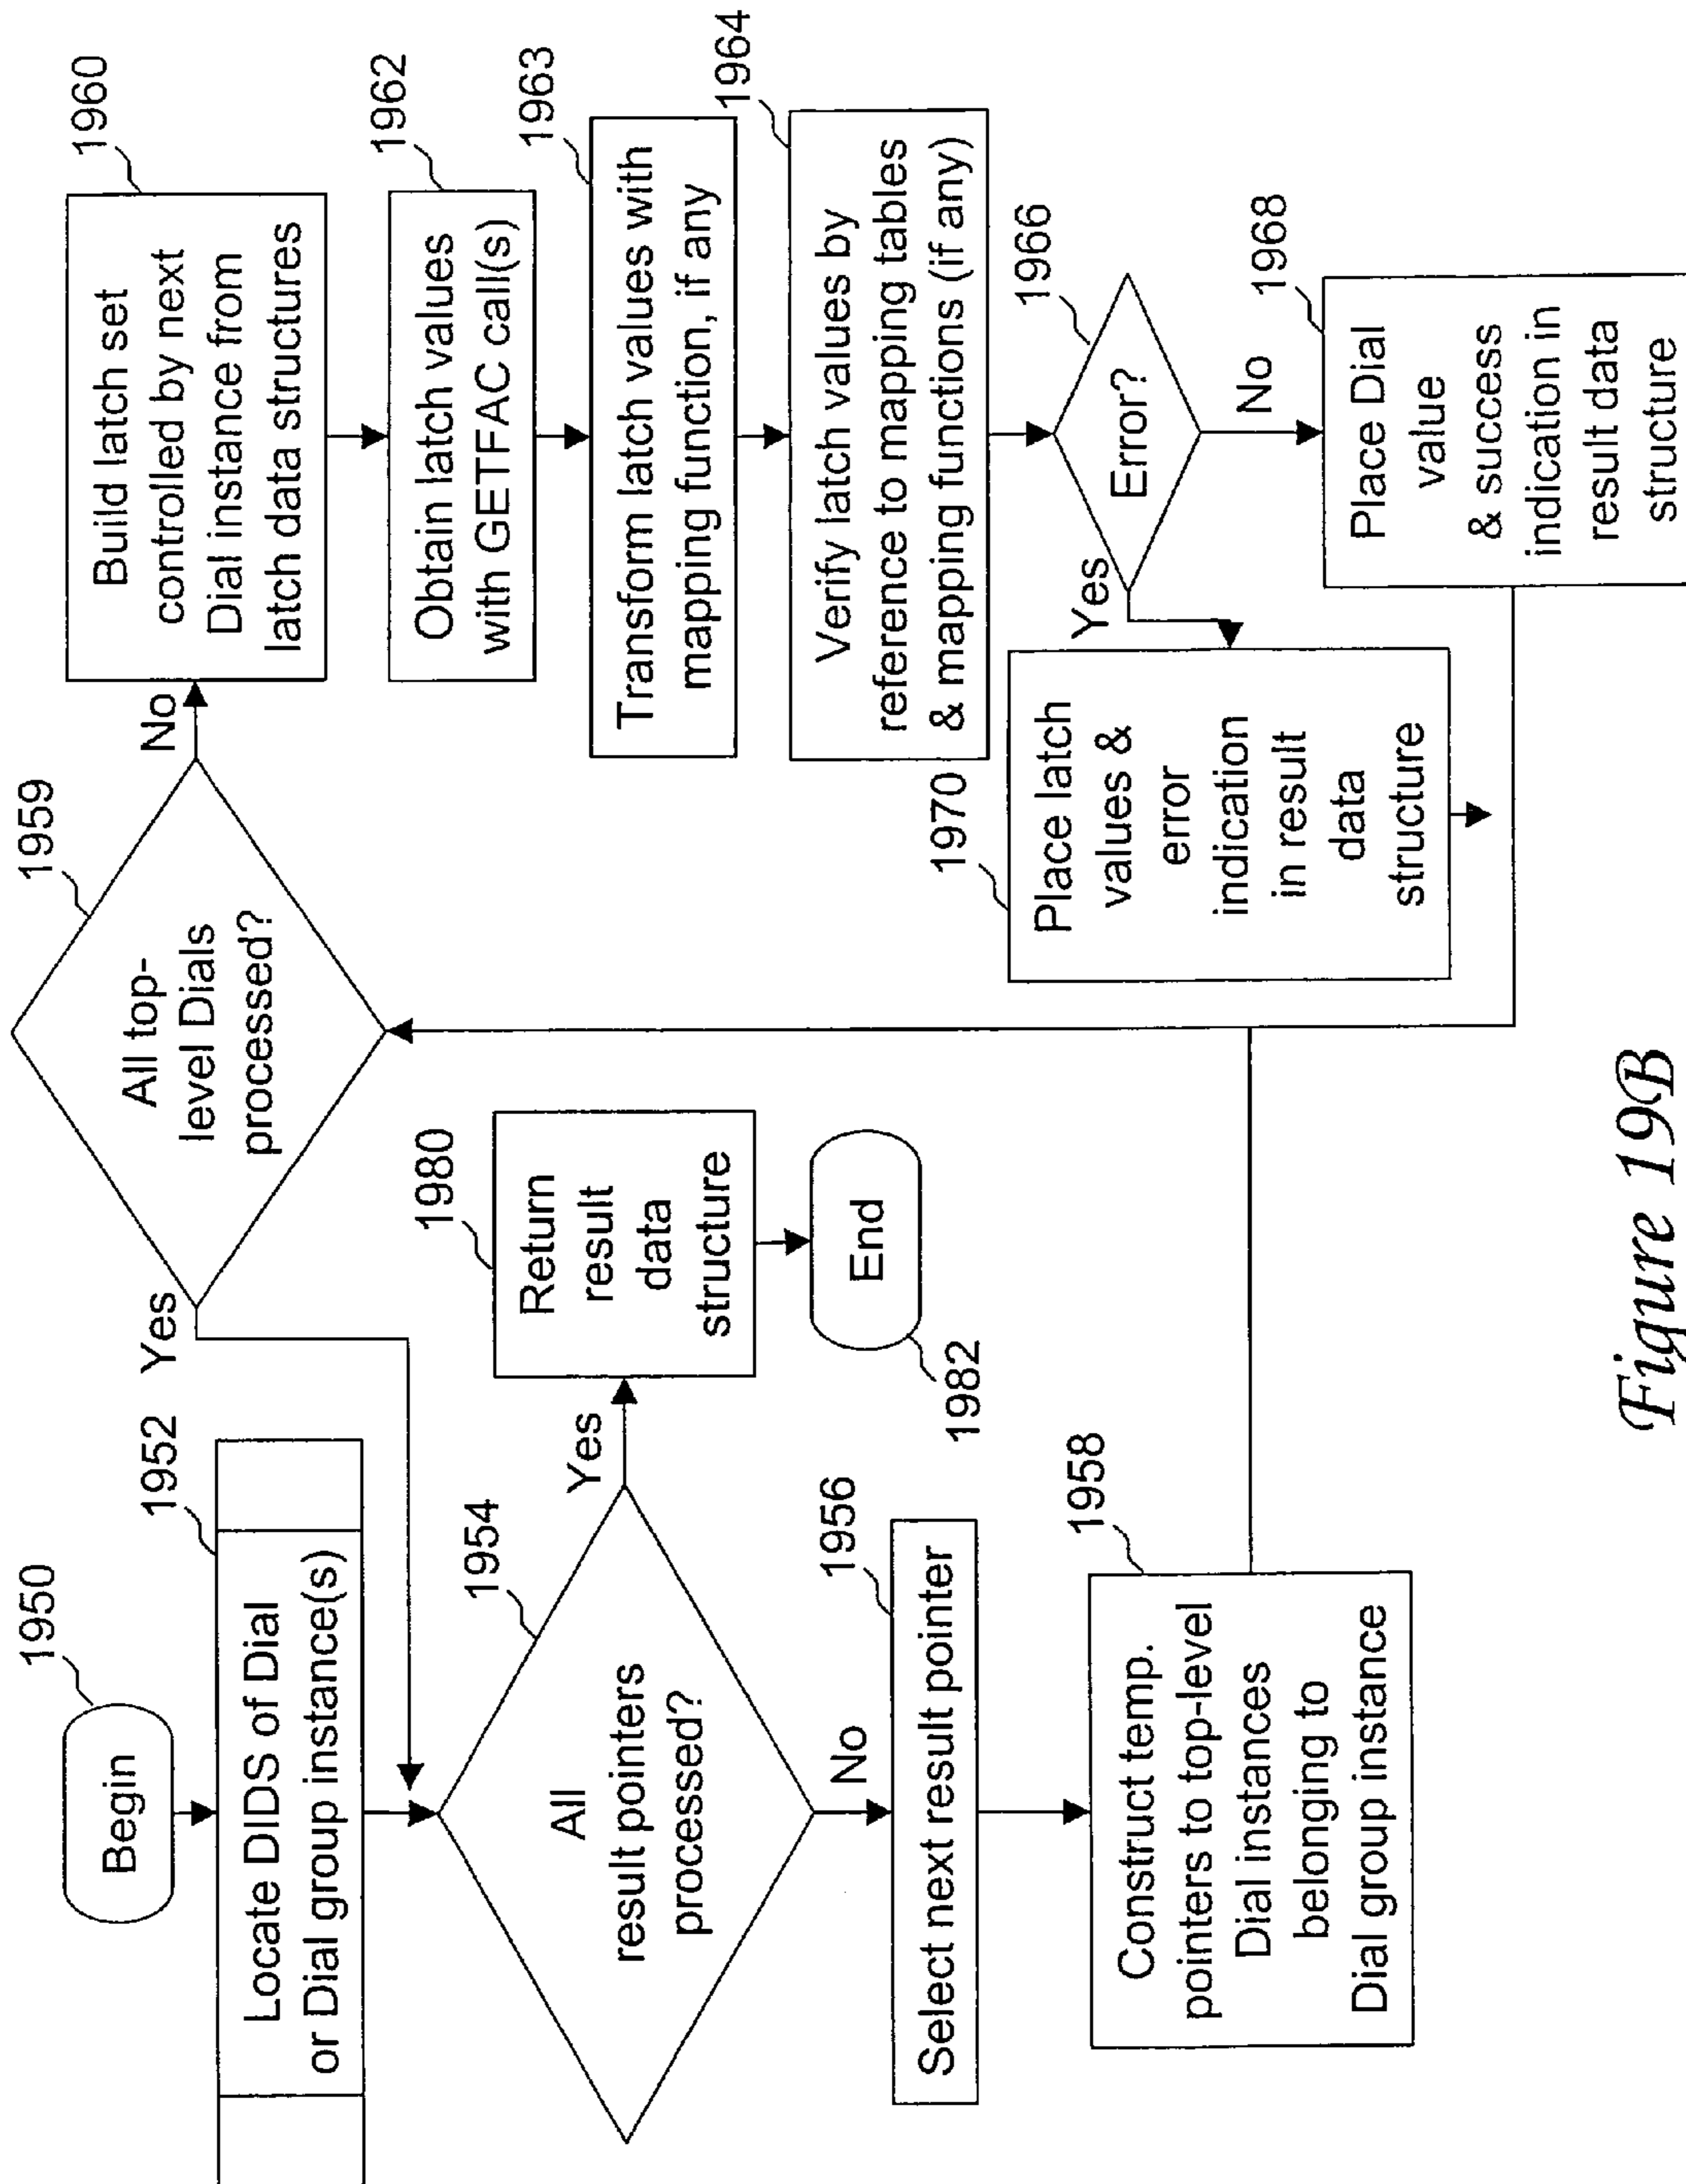 1950
Begin
1952
Locate DIDS of Dial
or Dial group instance(s)
1954
All
result pointers
processed?
Yes
No
1956
Select next result pointer
1958
Construct temp.
pointers to top-level
Dial instances
belonging to
Dial group instance
1980
Return
result
data
structure
End
1982
1959
All top-
level Dials
processed?
Yes
No
1960
Build latch set
controlled by next
Dial instance from
latch data structures
1962
Obtain latch values
with GETFAC call(s)
1963
Transform latch values with
mapping function, if any
1964
Verify latch values by
reference to mapping tables
& mapping functions (if any)
1966
Error?
Yes
No
1968
Place Dial
value
& success
indication in
result data
structure
1970
Place latch
values &
error
indication
in result
data
structure
Figure 19B